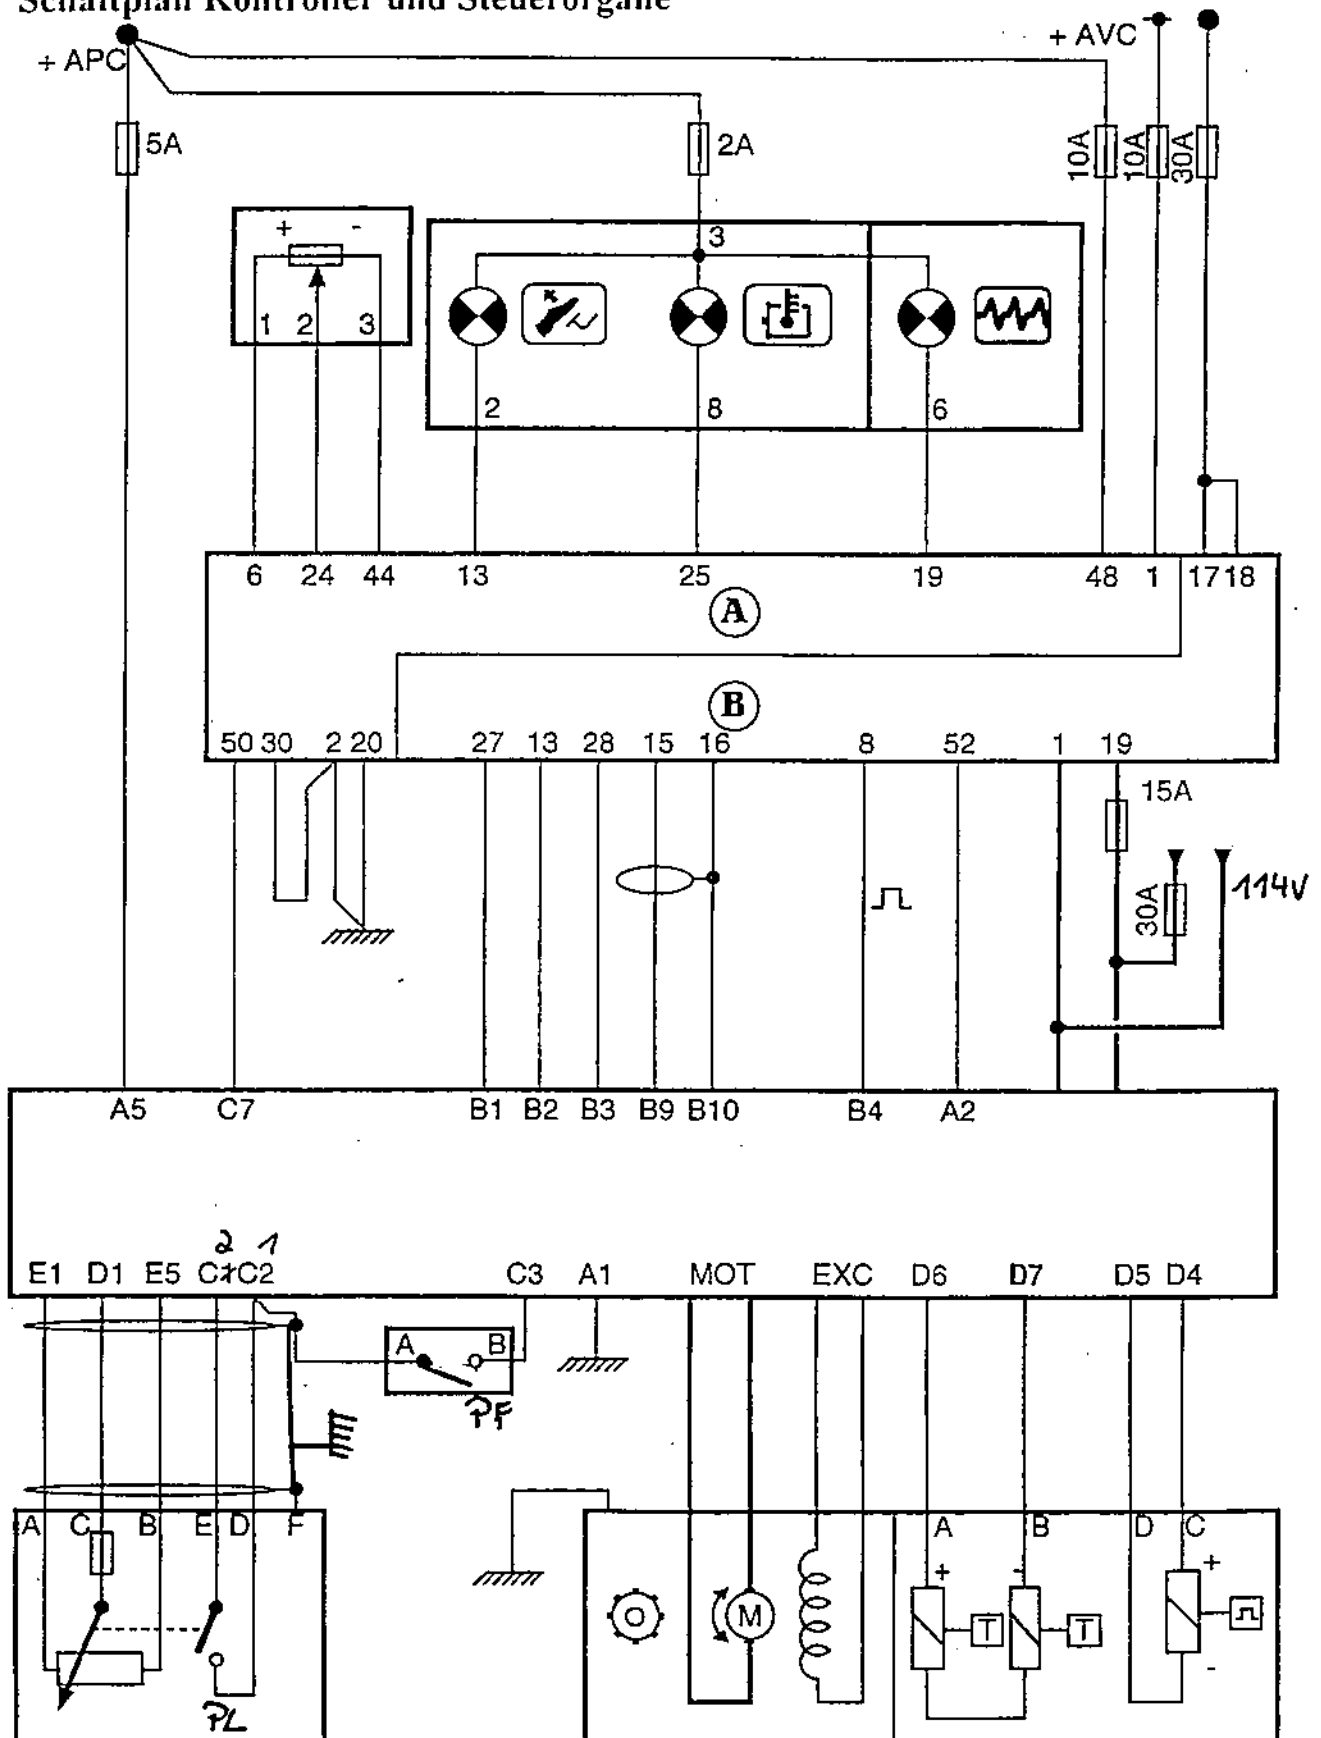 Schaltplan Kontroller und Steuerorgane
+ APC
+ AVC
5A
2A
10A
10A
30A
+ -
3
1 2 3
2 8 6
6 24 44 13 25 19 48 1 17 18
A
B
50 30 2 20 27 13 28 15 16 8 52 1 19
15A
30A
114V
A5 C7 B1 B2 B3 B9 B10 B4 A2
2 1
E1 D1 E5 C1 C2 C3 A1 MOT EXC D6 D7 D5 D4
A B
PF
A C B E D F
A B D C
+ - +
M
T T
-
PL